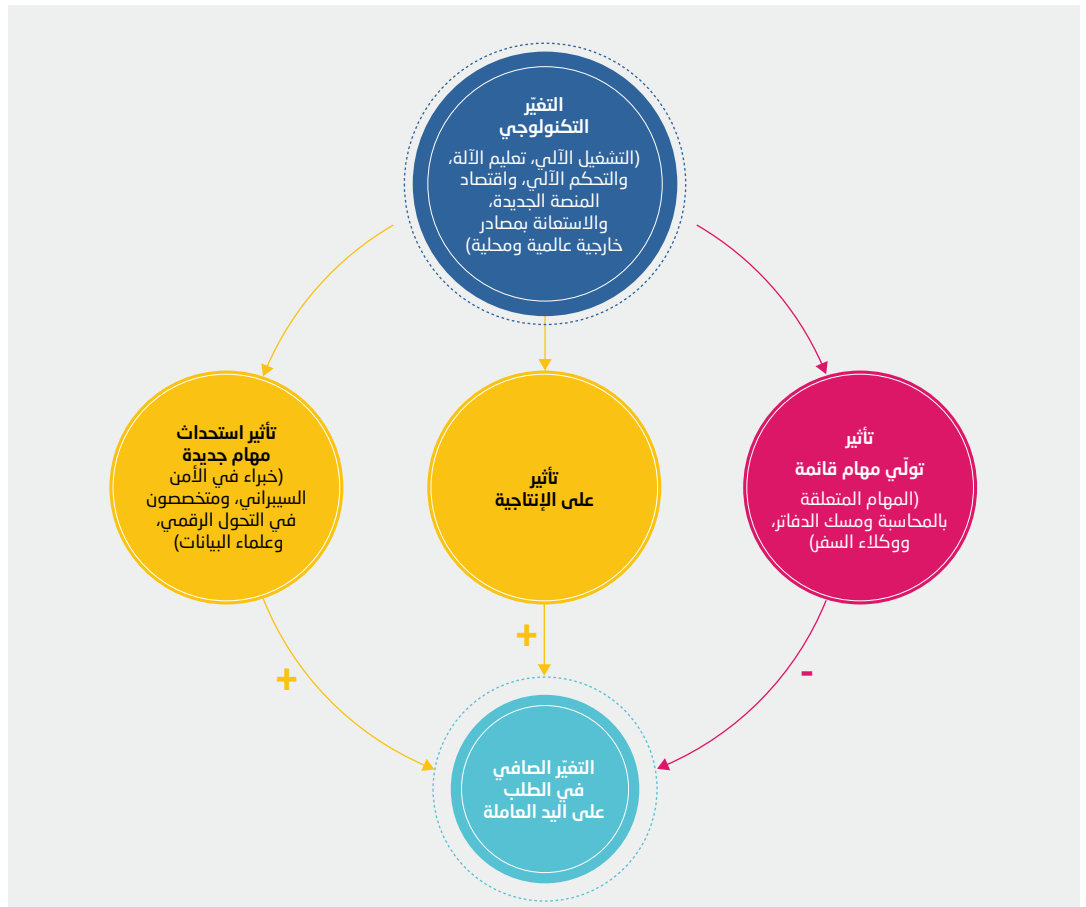 التغيّر
التكنولوجي
(التشغيل الآلي، تعليم الآلة،
والتحكم الآلي، واقتصاد
المنصة الجديدة،
والاستعانة بمصادر
خارجية عالمية ومحلية)
تأثير
تولّي مهام قائمة
(المهام المتعلقة
بالمحاسبة ومسك الدفاتر،
ووكلاء السفر)
تأثير
على الإنتاجية
تأثير استحداث
مهام جديدة
(خبراء في الأمن
السيبراني، ومتخصصون
في التحول الرقمي،
وعلماء البيانات)
-
+
+
التغيّر الصافي
في الطلب
على اليد العاملة